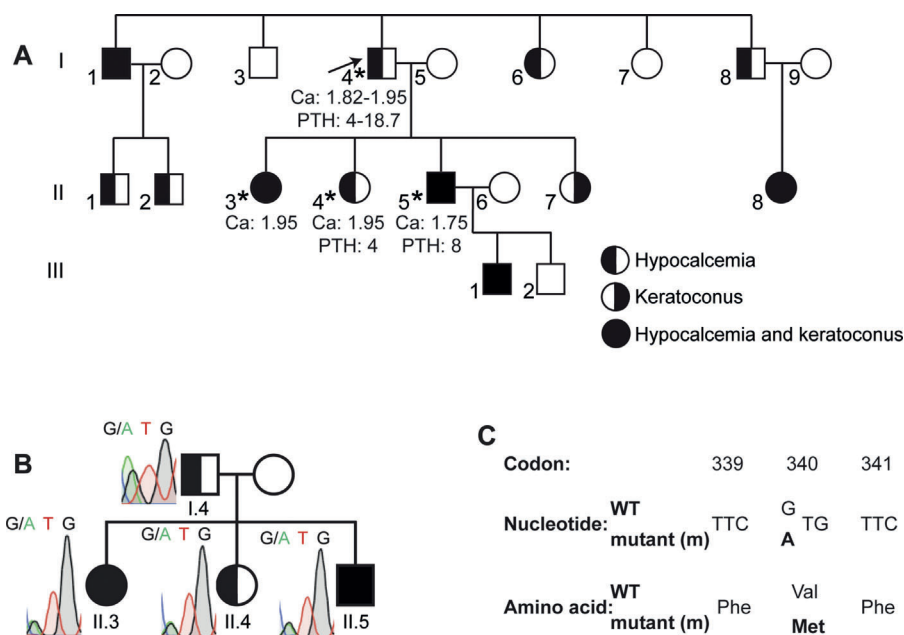 A
I
1
2
3
4*
5
6
7
8
9
Ca: 1.82-1.95
PTH: 4-18.7
II
1
2
3*
4*
5*
6
7
8
Ca: 1.95
Ca: 1.95
Ca: 1.75
PTH: 4
PTH: 8
III
1
2
Hypocalcemia
Keratoconus
Hypocalcemia and keratoconus
B
G/A T G
I.4
G/A T G
G/A T G
G/A T G
II.3
II.4
II.5
C
Codon: 339 340 341
Nucleotide: WT TTC G TG TTC
mutant (m) A
Amino acid: WT Phe Val Phe
mutant (m) Met